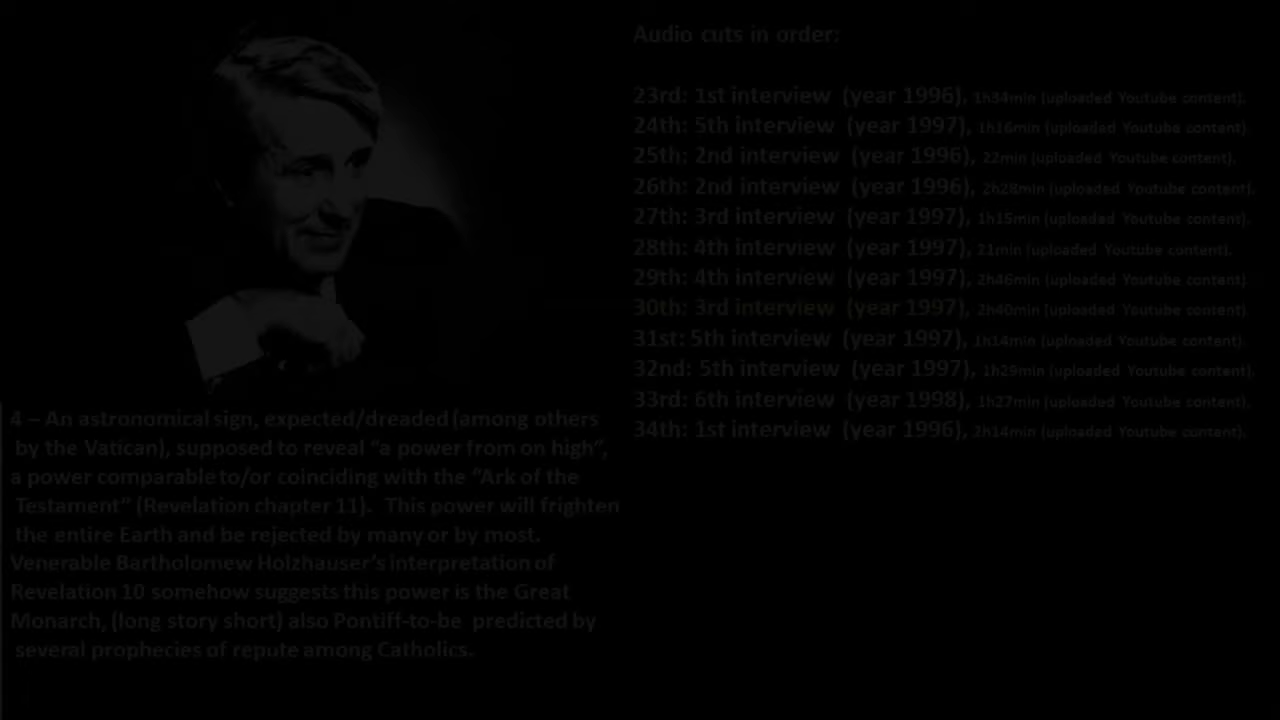 Audio cuts in order:
23rd: 1st interview (year 1996), 1h34min (uploaded Youtube content).
24th: 5th interview (year 1997), 1h16min (uploaded Youtube content).
25th: 2nd interview (year 1996), 22min (uploaded Youtube content).
26th: 2nd interview (year 1996), 2h28min (uploaded Youtube content).
27th: 3rd interview (year 1997), 1h15min (uploaded Youtube content).
28th: 4th interview (year 1997), 21min (uploaded Youtube content).
29th: 4th interview (year 1997), 2h46min (uploaded Youtube content).
30th: 3rd interview (year 1997), 2h40min (uploaded Youtube content).
31st: 5th interview (year 1997), 1h14min (uploaded Youtube content).
32nd: 5th interview (year 1997), 1h29min (uploaded Youtube content).
33rd: 6th interview (year 1998), 1h27min (uploaded Youtube content).
34th: 1st interview (year 1996), 2h14min (uploaded Youtube content).
4 – An astronomical sign, expected/dreaded (among others
by the Vatican), supposed to reveal “a power from on high”,
a power comparable to/or coinciding with the “Ark of the
Testament” (Revelation chapter 11). This power will frighten
the entire Earth and be rejected by many or by most.
Venerable Bartholomew Holzhauser’s interpretation of
Revelation 10 somehow suggests this power is the Great
Monarch, (long story short) also Pontiff-to-be predicted by
several prophecies of repute among Catholics.